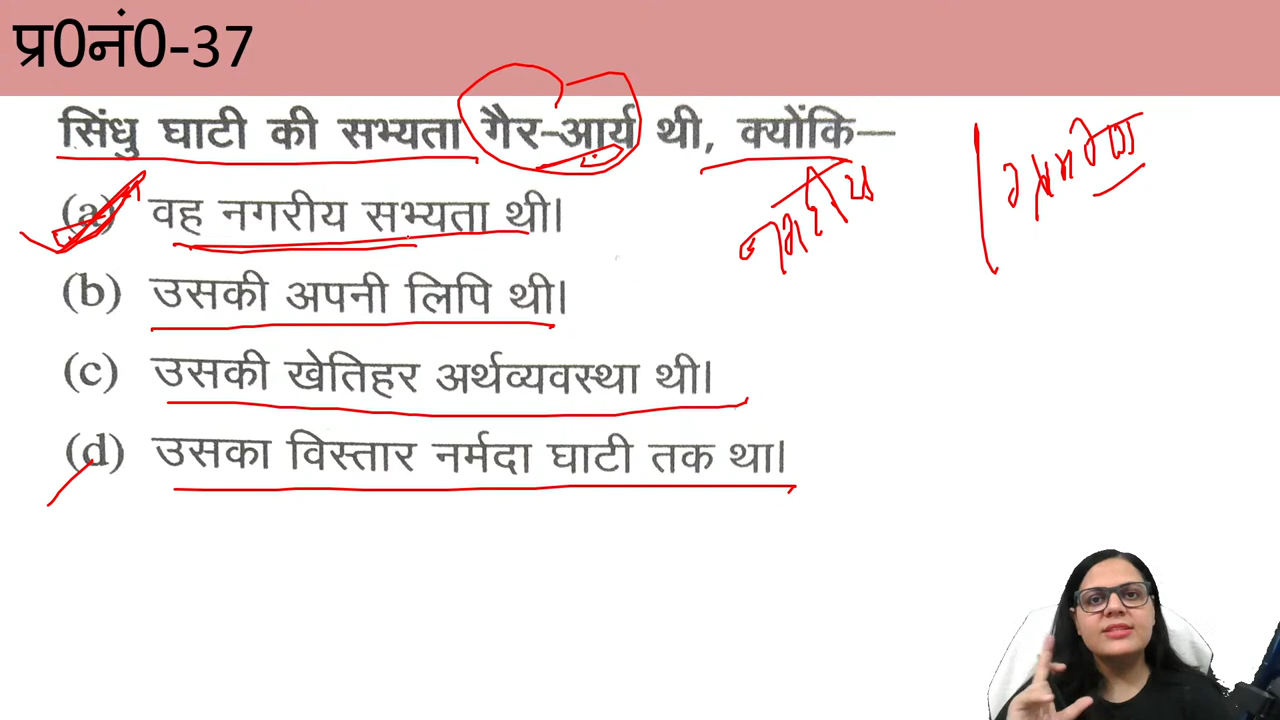 प्र0नं0-37
सिंधु घाटी की सभ्यता गैर-आर्य थी, क्योंकि—
(a) वह नगरीय सभ्यता थी।
(b) उसकी अपनी लिपि थी।
(c) उसकी खेतिहर अर्थव्यवस्था थी।
(d) उसका विस्तार नर्मदा घाटी तक था।
नगरीय